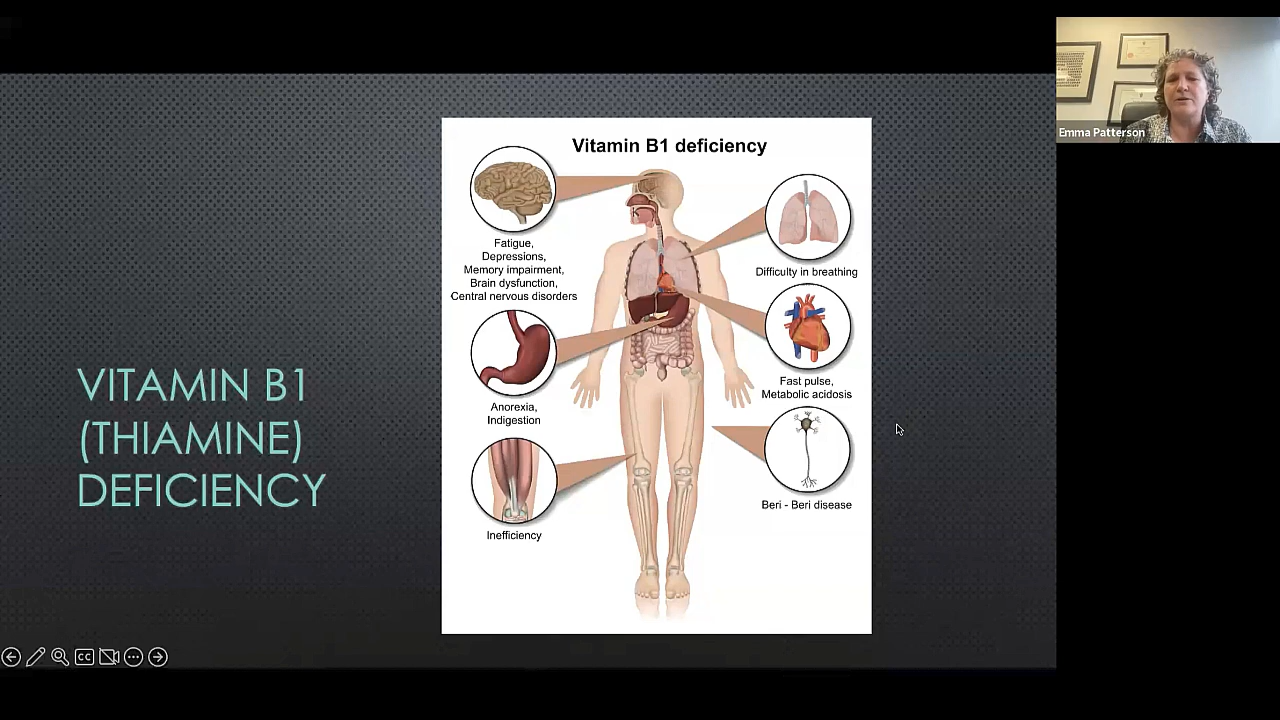 VITAMIN B1
(THIAMINE)
DEFICIENCY
Vitamin B1 deficiency
Fatigue,
Depressions,
Memory impairment,
Brain dysfunction,
Central nervous disorders
Anorexia,
Indigestion
Inefficiency
Difficulty in breathing
Fast pulse,
Metabolic acidosis
Beri - Beri disease
Emma Patterson
CC